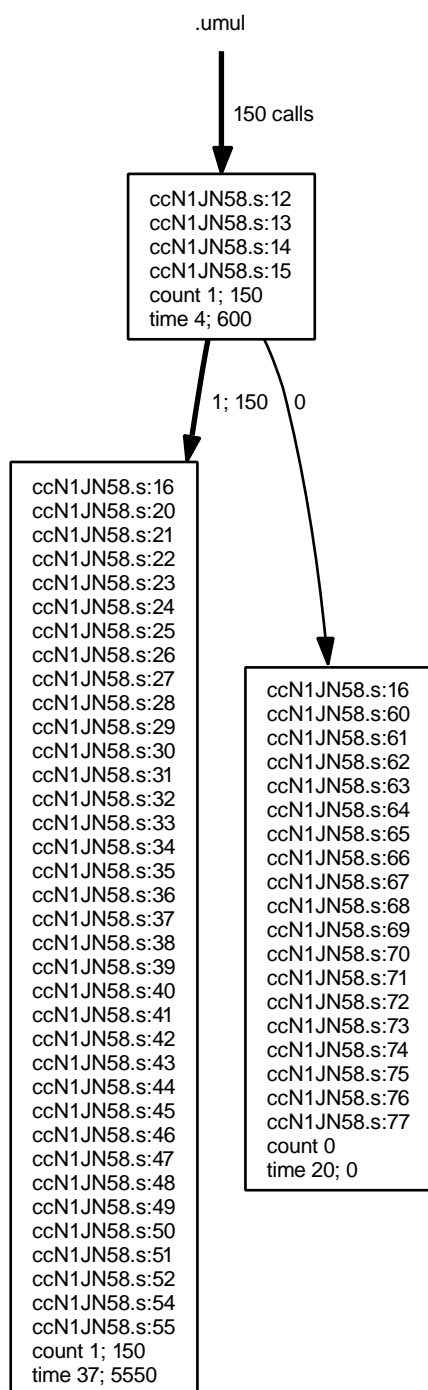 .umul
150 calls
ccN1JN58.s:12
ccN1JN58.s:13
ccN1JN58.s:14
ccN1JN58.s:15
count 1; 150
time 4; 600
1; 150
0
ccN1JN58.s:16
ccN1JN58.s:20
ccN1JN58.s:21
ccN1JN58.s:22
ccN1JN58.s:23
ccN1JN58.s:24
ccN1JN58.s:25
ccN1JN58.s:26
ccN1JN58.s:27
ccN1JN58.s:28
ccN1JN58.s:29
ccN1JN58.s:30
ccN1JN58.s:31
ccN1JN58.s:32
ccN1JN58.s:33
ccN1JN58.s:34
ccN1JN58.s:35
ccN1JN58.s:36
ccN1JN58.s:37
ccN1JN58.s:38
ccN1JN58.s:39
ccN1JN58.s:40
ccN1JN58.s:41
ccN1JN58.s:42
ccN1JN58.s:43
ccN1JN58.s:44
ccN1JN58.s:45
ccN1JN58.s:46
ccN1JN58.s:47
ccN1JN58.s:48
ccN1JN58.s:49
ccN1JN58.s:50
ccN1JN58.s:51
ccN1JN58.s:52
ccN1JN58.s:54
ccN1JN58.s:55
count 1; 150
time 37; 5550
ccN1JN58.s:16
ccN1JN58.s:60
ccN1JN58.s:61
ccN1JN58.s:62
ccN1JN58.s:63
ccN1JN58.s:64
ccN1JN58.s:65
ccN1JN58.s:66
ccN1JN58.s:67
ccN1JN58.s:68
ccN1JN58.s:69
ccN1JN58.s:70
ccN1JN58.s:71
ccN1JN58.s:72
ccN1JN58.s:73
ccN1JN58.s:74
ccN1JN58.s:75
ccN1JN58.s:76
ccN1JN58.s:77
count 0
time 20; 0